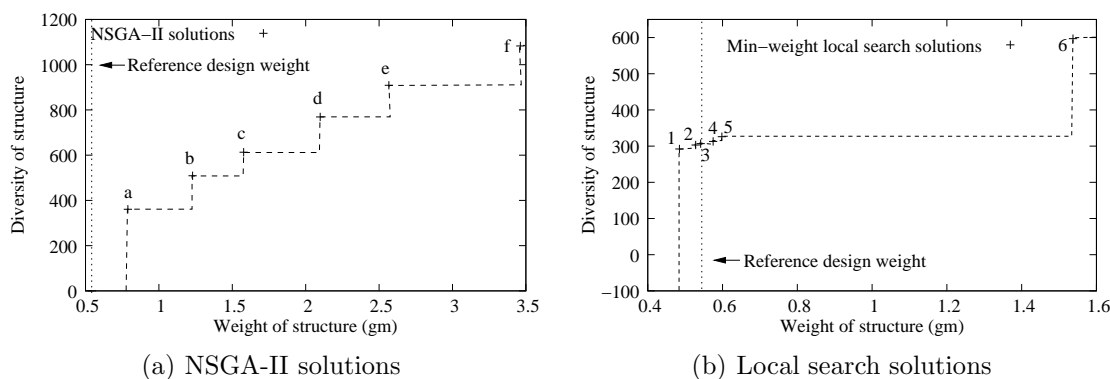 1200
1000
800
600
400
200
0
Diversity of structure
NSGA−II solutions
Reference design weight
a
b
c
d
e
f
0.5 1 1.5 2 2.5 3 3.5
Weight of structure (gm)
(a) NSGA-II solutions
600
500
400
300
200
100
0
−100
Diversity of structure
Min−weight local search solutions
6
1 2 3 4 5
Reference design weight
0.4 0.6 0.8 1 1.2 1.4 1.6
Weight of structure (gm)
(b) Local search solutions